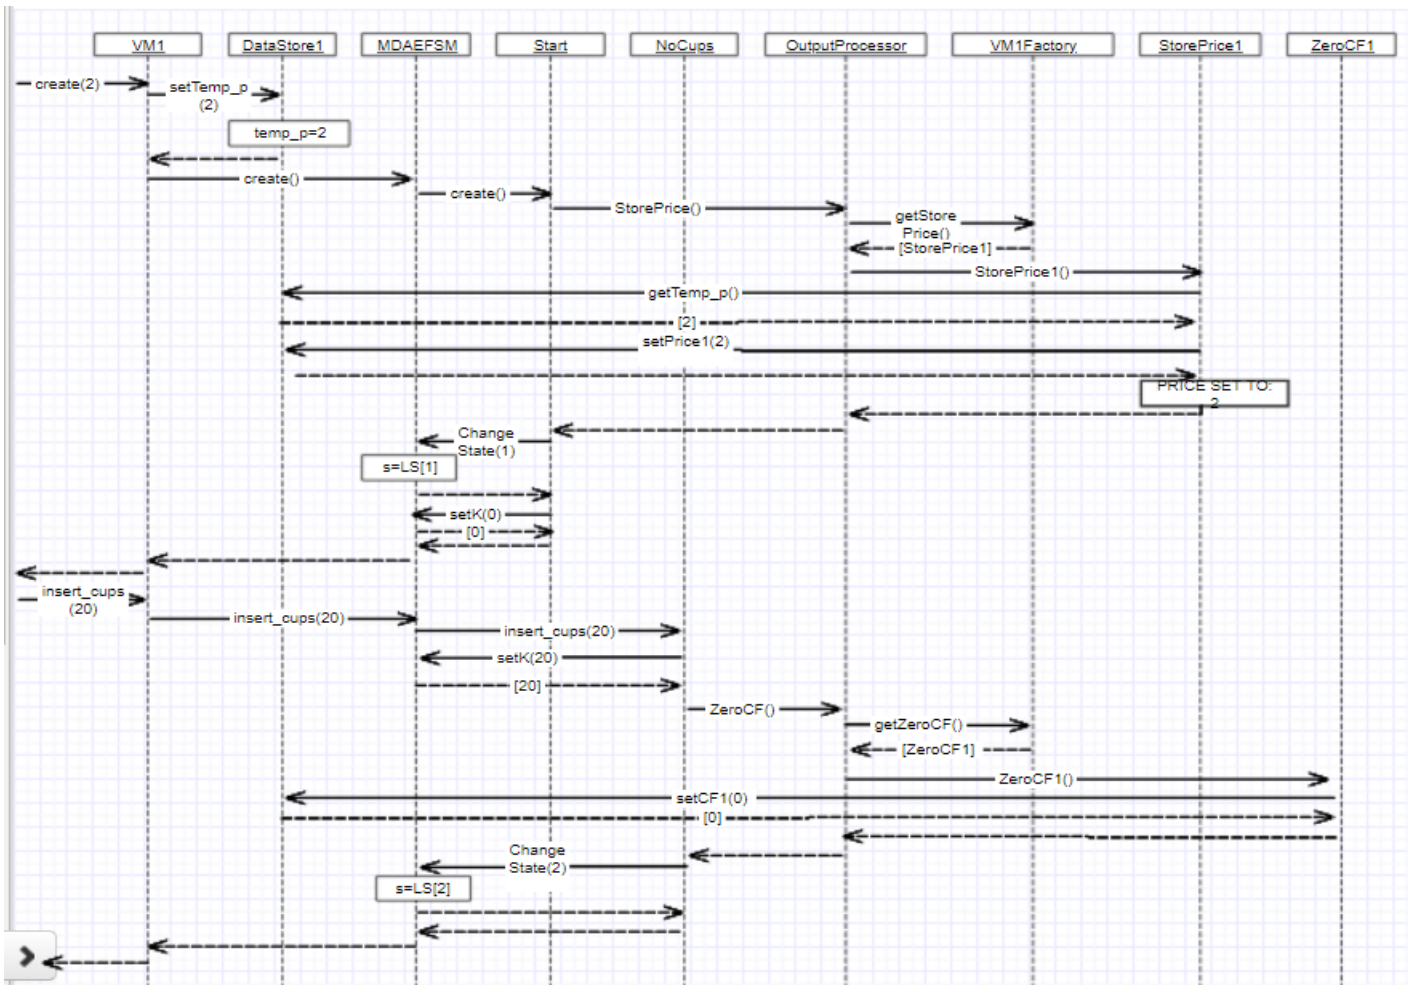 VM1
DataStore1
MDAEFSM
Start
NoCups
OutputProcessor
VM1Factory
StorePrice1
ZeroCF1
create(2)
setTemp_p
(2)
temp_p=2
create()
create()
StorePrice()
getStore
Price()
[StorePrice1]
StorePrice1()
getTemp_p()
[2]
setPrice1(2)
PRICE SET TO:
2
Change
State(1)
s=LS[1]
setK(0)
[0]
insert_cups
(20)
insert_cups(20)
insert_cups(20)
setK(20)
[20]
ZeroCF()
getZeroCF()
[ZeroCF1]
ZeroCF1()
setCF1(0)
[0]
Change
State(2)
s=LS[2]